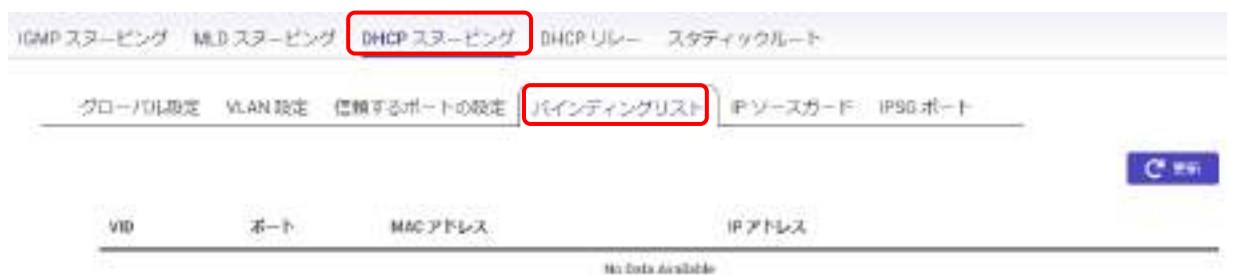 IGMP スヌーピング MLD スヌーピング DHCP スヌーピング DHCP リレー スタティックルート
グローバル設定 VLAN 設定 信頼するポートの設定 バインディングリスト IP ソースガード IPSG ポート
更新
VID ポート MAC アドレス IP アドレス
No Data Available